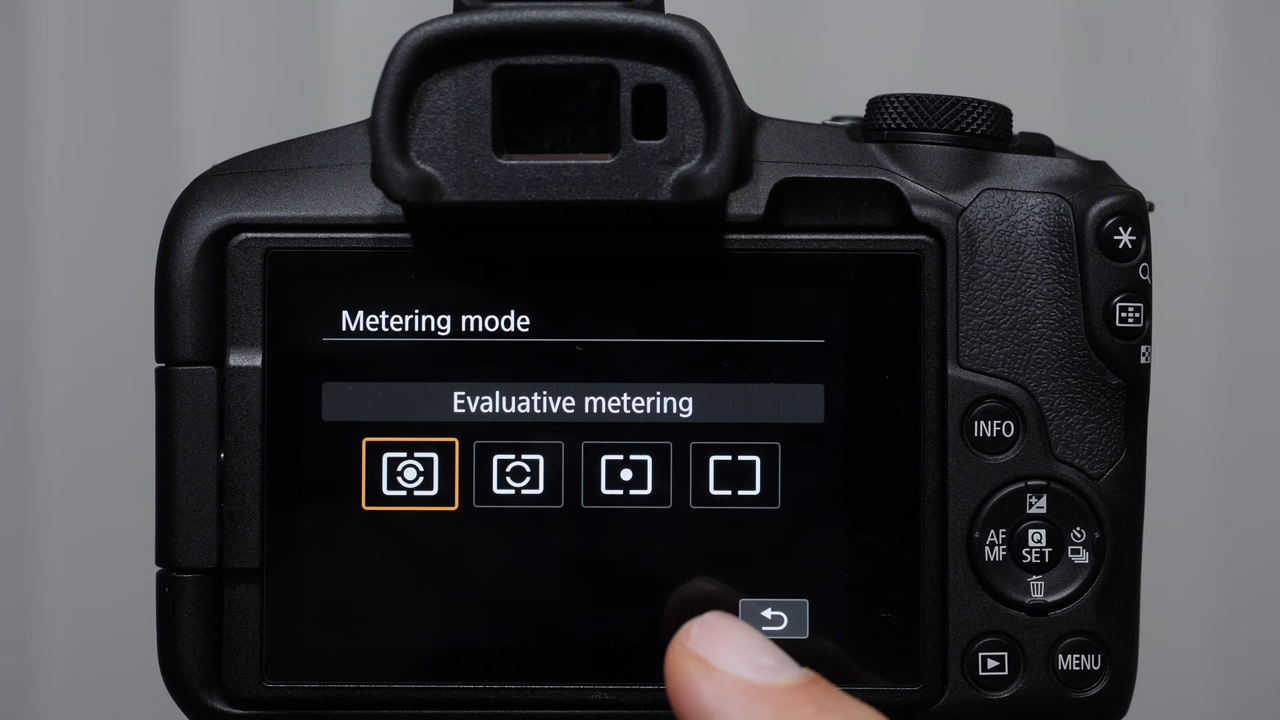 Metering mode
Evaluative metering
INFO
AF
MF
Q
SET
MENU